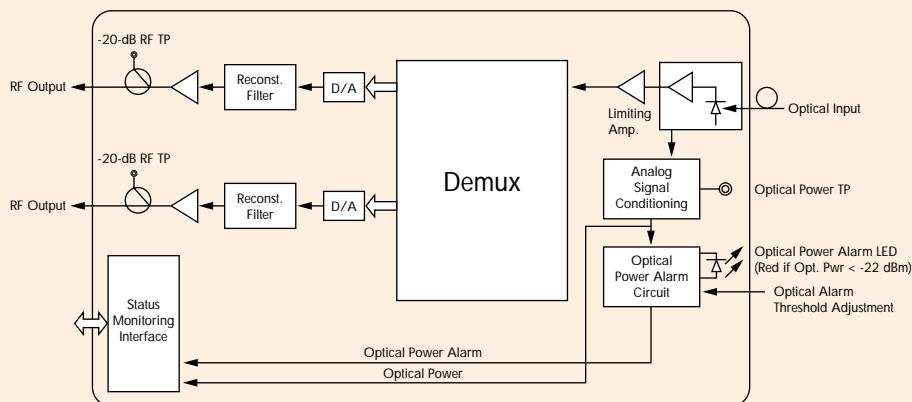 -20-dB RF TP
RF Output
Reconst.
Filter
D/A
Demux
Limiting
Amp.
Optical Input
-20-dB RF TP
RF Output
Reconst.
Filter
D/A
Analog
Signal
Conditioning
Optical Power TP
Optical
Power Alarm
Circuit
Optical Power Alarm LED
(Red if Opt. Pwr < -22 dBm)
Optical Alarm
Threshold Adjustment
Status
Monitoring
Interface
Optical Power Alarm
Optical Power